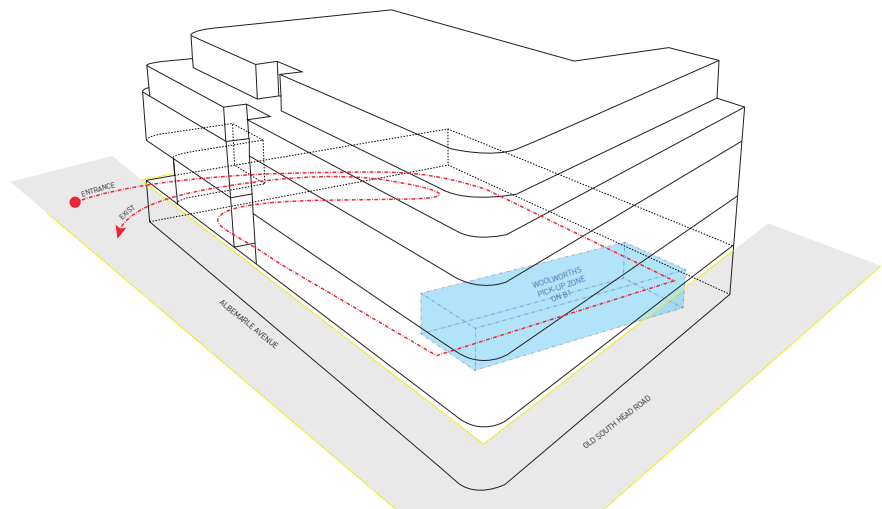 ENTRANCE
EXIST
WOOLWORTHS
PICK-UP ZONE
ON B1
ALBEMARLE AVENUE
OLD SOUTH HEAD ROAD